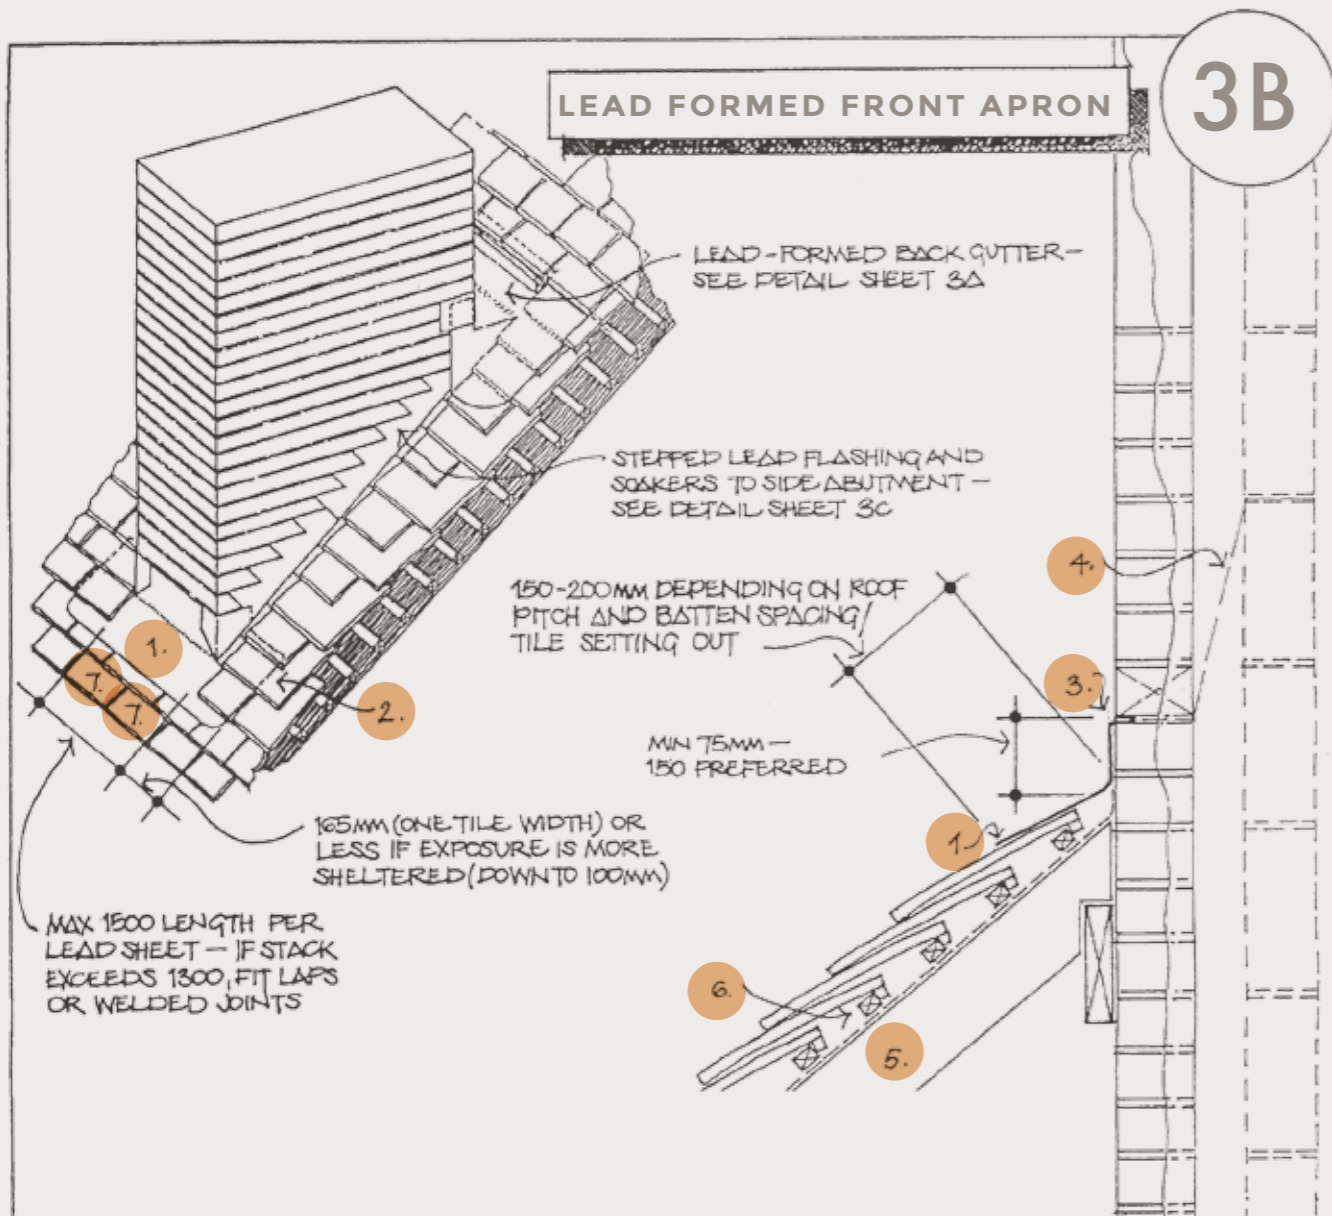 LEAD FORMED FRONT APRON
3B
LEAD-FORMED BACK GUTTER-
SEE DETAIL SHEET 3A
STEPPED LEAD FLASHING AND
SOAKERS TO SIDE ABUTMENT -
SEE DETAIL SHEET 3C
150-200MM DEPENDING ON ROOF
PITCH AND BATTEN SPACING/
TILE SETTING OUT
4.
3.
1.
7.
7.
2.
MIN 75MM -
150 PREFERRED
1.
165MM (ONE TILE WIDTH) OR
LESS IF EXPOSURE IS MORE
SHELTERED (DOWN TO 100MM)
MAX 1500 LENGTH PER
LEAD SHEET - IF STACK
EXCEEDS 1300, FIT LAPS
OR WELDED JOINTS
6.
5.